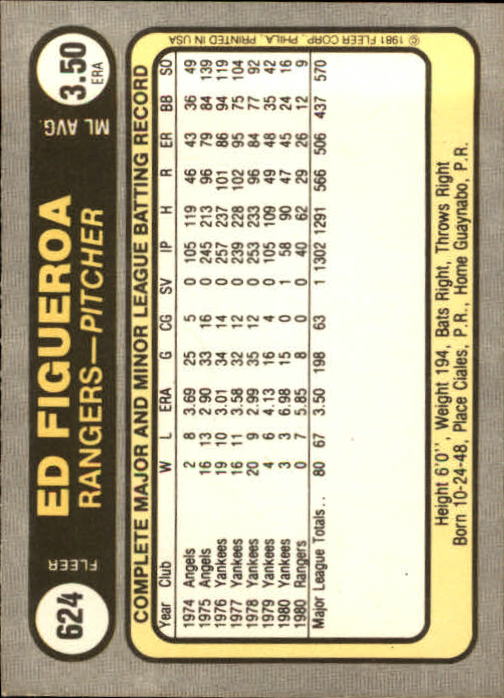 624
FLEER
ED FIGUEROA
RANGERS—PITCHER
ML AVG.
3.50
ERA
COMPLETE MAJOR AND MINOR LEAGUE BATTING RECORD
Year Club W L ERA G CG SV IP H R ER BB SO
1974 Angels 2 8 3.69 25 5 0 105 119 46 43 36 49
1975 Angels 16 13 2.90 33 16 0 245 213 96 79 84 139
1976 Yankees 19 10 3.01 34 14 0 257 237 101 86 94 119
1977 Yankees 16 11 3.58 32 12 0 239 228 102 95 75 104
1978 Yankees 20 9 2.99 35 12 0 253 233 96 84 77 92
1979 Yankees 4 6 4.13 16 4 0 105 109 49 48 35 42
1980 Yankees 3 3 6.98 15 0 1 58 90 47 45 24 16
1980 Rangers 0 7 5.85 8 0 0 40 62 29 26 12 9
Major League Totals. . 80 67 3.50 198 63 1 1302 1291 566 506 437 570
Height 6'0'', Weight 194, Bats Right, Throws Right
Born 10-24-48, Place Ciales, P.R., Home Guaynabo, P.R.
© 1981 FLEER CORP., PHILA., PRINTED IN USA